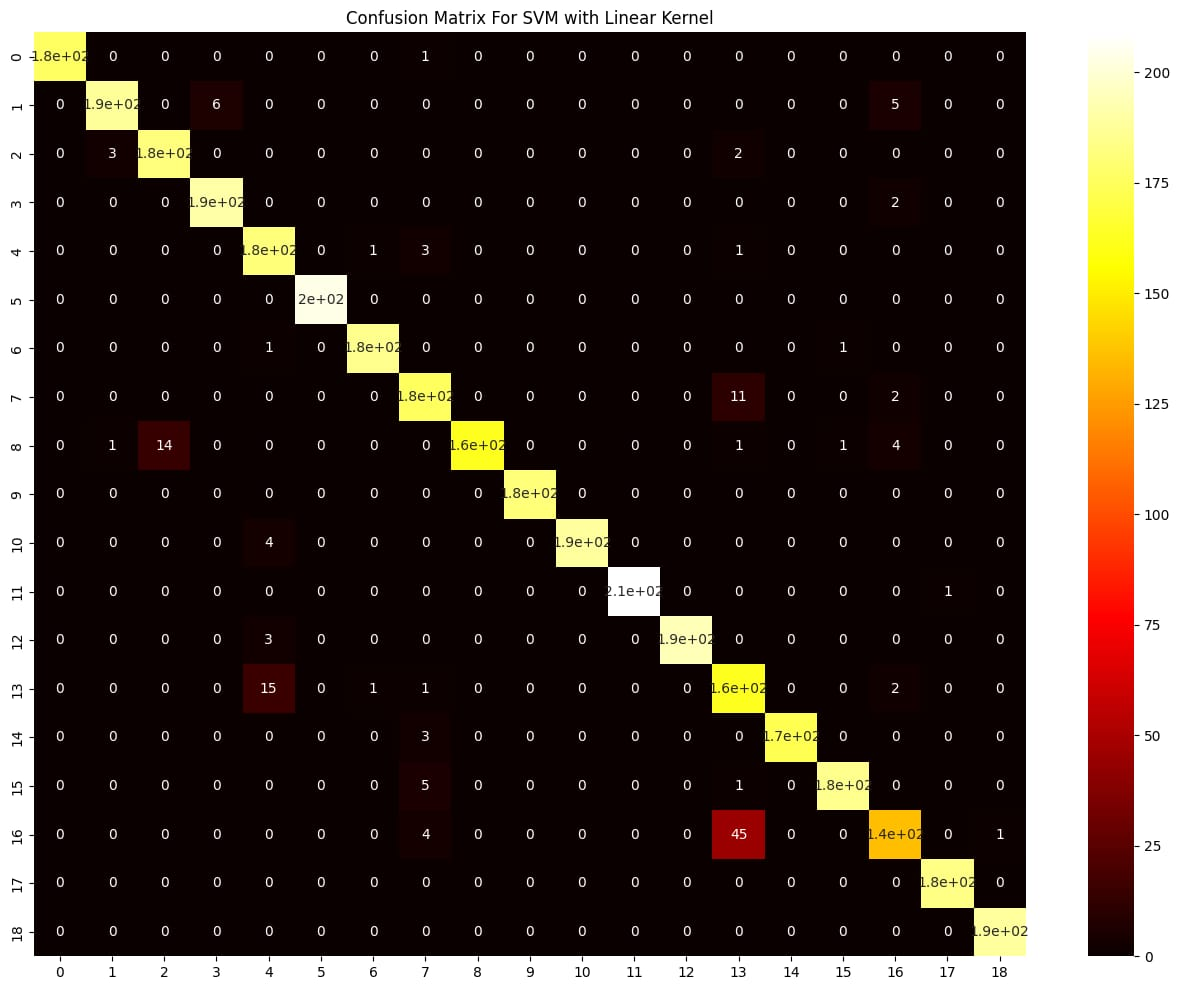 Confusion Matrix For SVM with Linear Kernel
0 1.8e+02 0 0 0 0 0 0 1 0 0 0 0 0 0 0 0 0 0 0
1 0 1.9e+02 0 6 0 0 0 0 0 0 0 0 0 0 0 0 5 0 0
2 0 3 1.8e+02 0 0 0 0 0 0 0 0 0 0 2 0 0 0 0 0
3 0 0 0 1.9e+02 0 0 0 0 0 0 0 0 0 0 0 0 2 0 0
4 0 0 0 0 1.8e+02 0 1 3 0 0 0 0 0 1 0 0 0 0 0
5 0 0 0 0 0 2e+02 0 0 0 0 0 0 0 0 0 0 0 0 0
6 0 0 0 0 1 0 1.8e+02 0 0 0 0 0 0 0 0 1 0 0 0
7 0 0 0 0 0 0 0 1.8e+02 0 0 0 0 0 11 0 0 2 0 0
8 0 1 14 0 0 0 0 0 1.6e+02 0 0 0 0 1 0 1 4 0 0
9 0 0 0 0 0 0 0 0 0 1.8e+02 0 0 0 0 0 0 0 0 0
10 0 0 0 0 4 0 0 0 0 0 1.9e+02 0 0 0 0 0 0 0 0
11 0 0 0 0 0 0 0 0 0 0 0 2.1e+02 0 0 0 0 0 1 0
12 0 0 0 0 3 0 0 0 0 0 0 0 1.9e+02 0 0 0 0 0 0
13 0 0 0 0 15 0 1 1 0 0 0 0 0 1.6e+02 0 0 2 0 0
14 0 0 0 0 0 0 0 3 0 0 0 0 0 0 1.7e+02 0 0 0 0
15 0 0 0 0 0 0 0 5 0 0 0 0 0 1 0 1.8e+02 0 0 0
16 0 0 0 0 0 0 0 4 0 0 0 0 0 45 0 0 1.4e+02 0 1
17 0 0 0 0 0 0 0 0 0 0 0 0 0 0 0 0 0 1.8e+02 0
18 0 0 0 0 0 0 0 0 0 0 0 0 0 0 0 0 0 0 1.9e+02
0 1 2 3 4 5 6 7 8 9 10 11 12 13 14 15 16 17 18
200
175
150
125
100
75
50
25
0